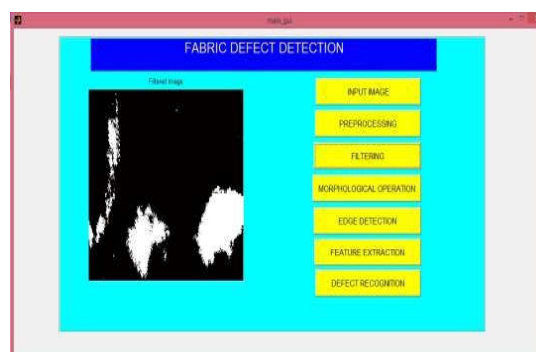 main_gui
FABRIC DEFECT DETECTION
Filtered Image
INPUT IMAGE
PREPROCESSING
FILTERING
MORPHOLOGICAL OPERATION
EDGE DETECTION
FEATURE EXTRACTION
DEFECT RECOGNITION